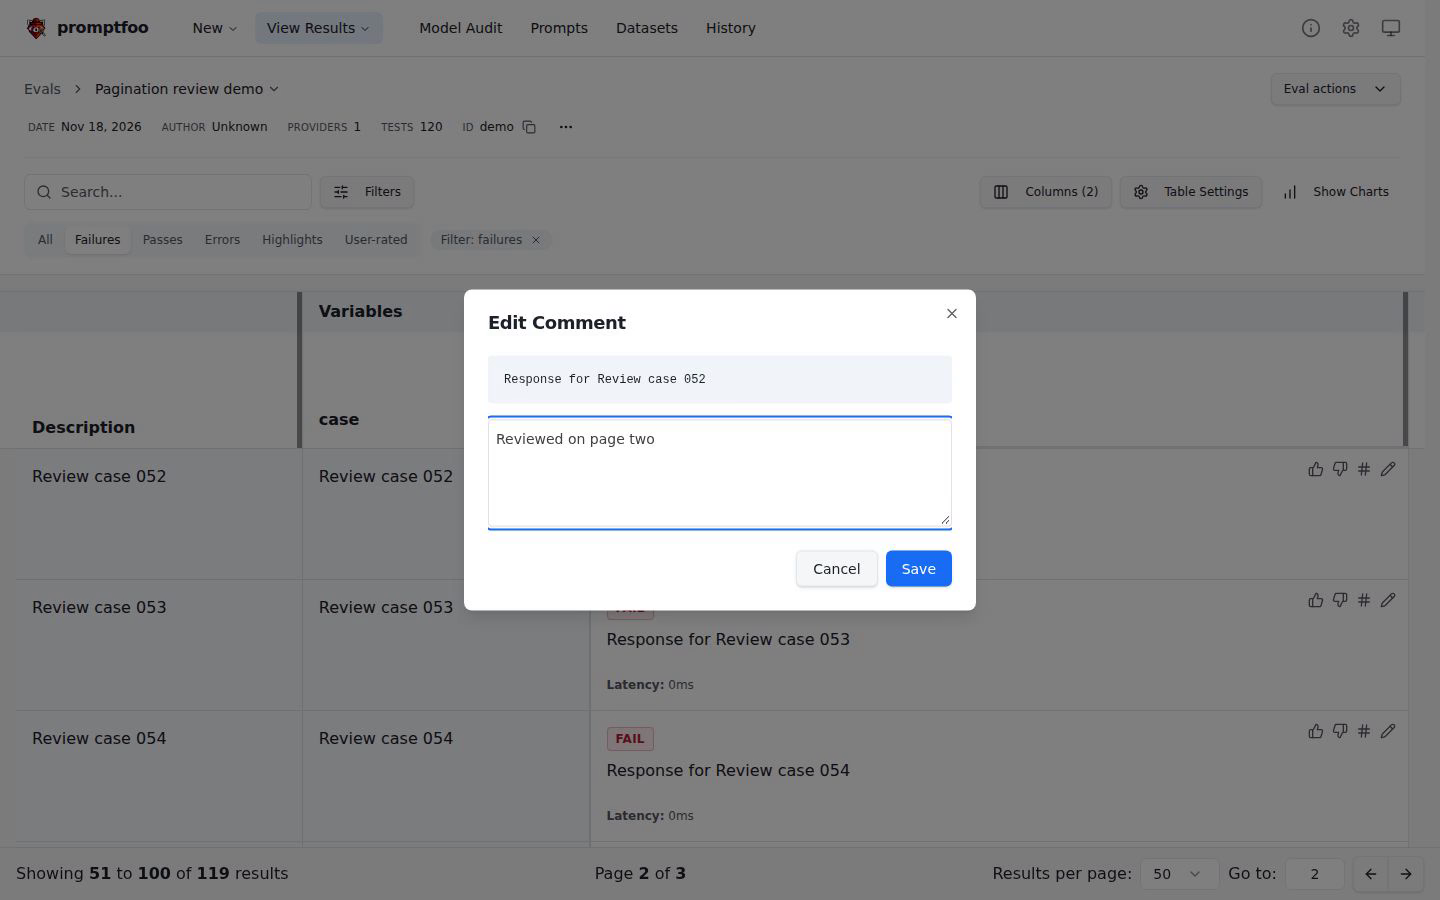 promptfoo
New
View Results
Model Audit
Prompts
Datasets
History
Evals
Pagination review demo
Eval actions
DATE Nov 18, 2026
AUTHOR Unknown
PROVIDERS 1
TESTS 120
ID demo
Search...
Filters
Columns (2)
Table Settings
Show Charts
All
Failures
Passes
Errors
Highlights
User-rated
Filter: failures
Variables
Description
case
Edit Comment
Response for Review case 052
Reviewed on page two
Cancel
Save
Review case 052
Review case 052
Review case 053
Review case 053
Response for Review case 053
Latency: 0ms
Review case 054
Review case 054
FAIL
Response for Review case 054
Latency: 0ms
Showing 51 to 100 of 119 results
Page 2 of 3
Results per page: 50
Go to: 2